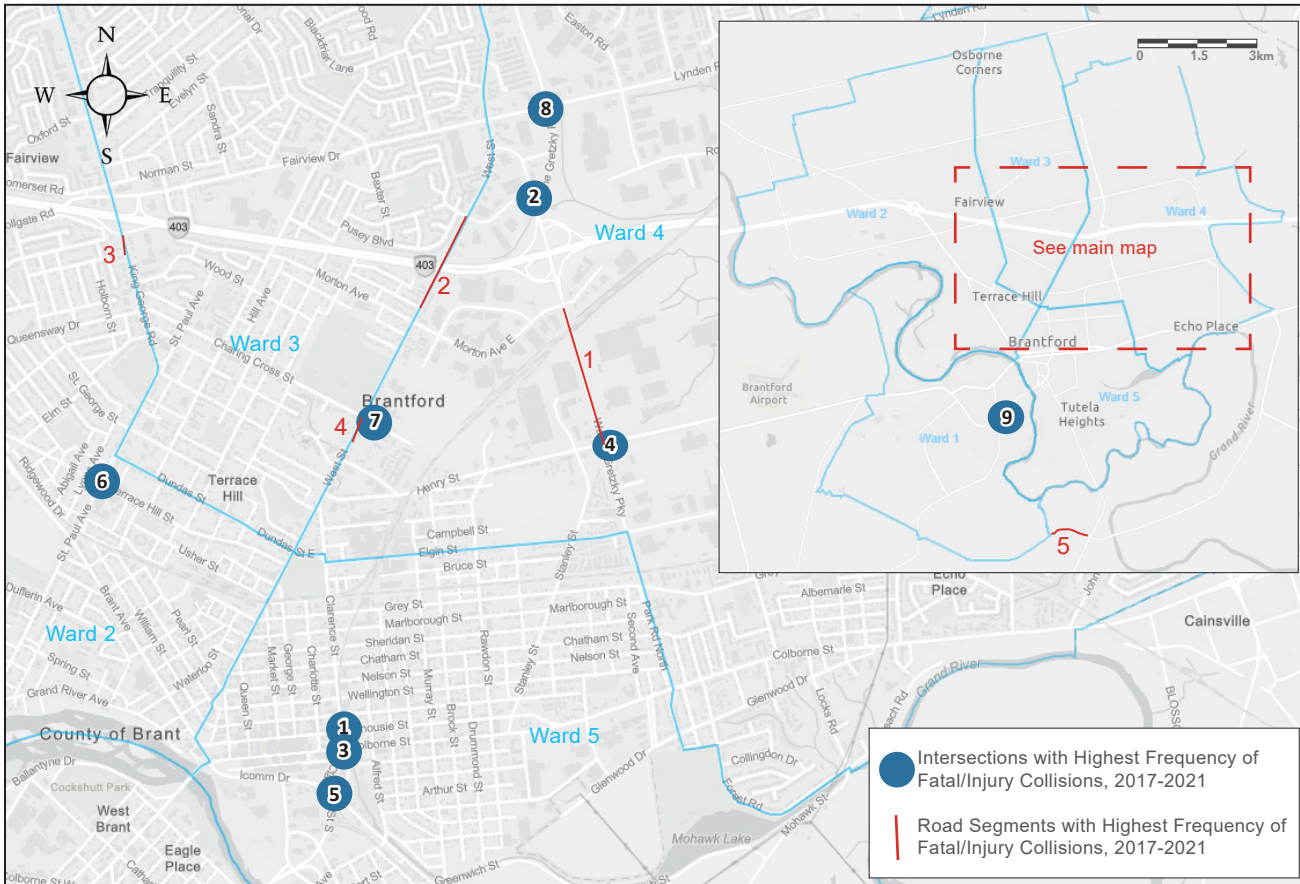 N
W
E
S
Oxford St
Tranquility St
Evelyn St
Sandra St
Blackfriar Lane
Fairview
Norman St
Fairview Dr
Baxter St
403
Pusey Blvd
403
West St
Easton Rd
Lynden
8
2
Ward 4
3
King George Rd
Holborn St
Wood St
Hill Ave
St. Paul Ave
Morton Ave
2
Queensway Dr
Charing Cross St
Ward 3
Morton Ave E
1
Brantford
7
4
West St
4
Gretzky Pky
St. George St
Elm St
Ridgewood Dr
Abigail Ave
6
Terrace Hill St
Terrace
Hill
Dundas St
Dundas St E
Usher St
St. Paul Ave
Henry St
Campbell St
Elgin St
Bruce St
Stanley St
Dufferin Ave
Brant Ave
William St
Pearl St
Waterloo St
Ward 2
Spring St
Grand River Ave
Clarence St
Grey St
Marlborough St
Sheridan St
Chatham St
Nelson St
Wellington St
Market St
George St
Charlotte St
Queen St
Murray St
Rawdon St
Brock St
Drummond St
Stanley St
Marlborough St
Chatham St
Nelson St
Second Ave
Park Rd North
Albemarle St
Colborne St
Glenwood Dr
Locks Rd
Grand River
Echo
Place
Cainsville
County of Brant
1
3
5
Icomm Dr
Alfred St
Arthur St
Ward 5
Glenwood Dr
Collingdon Dr
Forest Rd
Mohawk St
Mohawk Lake
Greenwich St
Ballantyne Dr
Cockshutt Park
West
Brant
Eagle
Place
0 1.5 3km
Lynden
Osborne
Corners
Ward 3
Ward 2
Fairview
Ward 4
See main map
Terrace Hill
Echo Place
Brantford
Brantford
Airport
9
Tutela
Heights
Ward 5
Ward 1
Grand River
5
Intersections with Highest Frequency of
Fatal/Injury Collisions, 2017-2021
Road Segments with Highest Frequency of
Fatal/Injury Collisions, 2017-2021